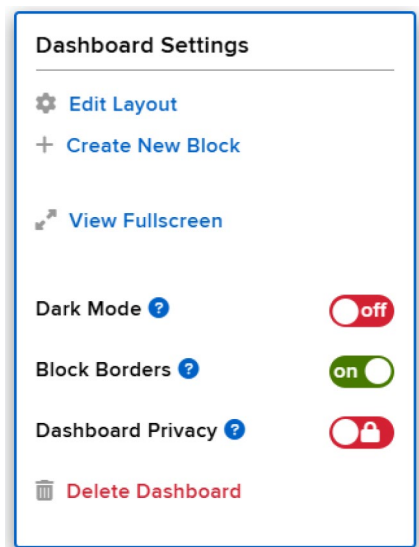 Dashboard Settings
Edit Layout
Create New Block
View Fullscreen
Dark Mode ? off
Block Borders ? on
Dashboard Privacy ?
Delete Dashboard